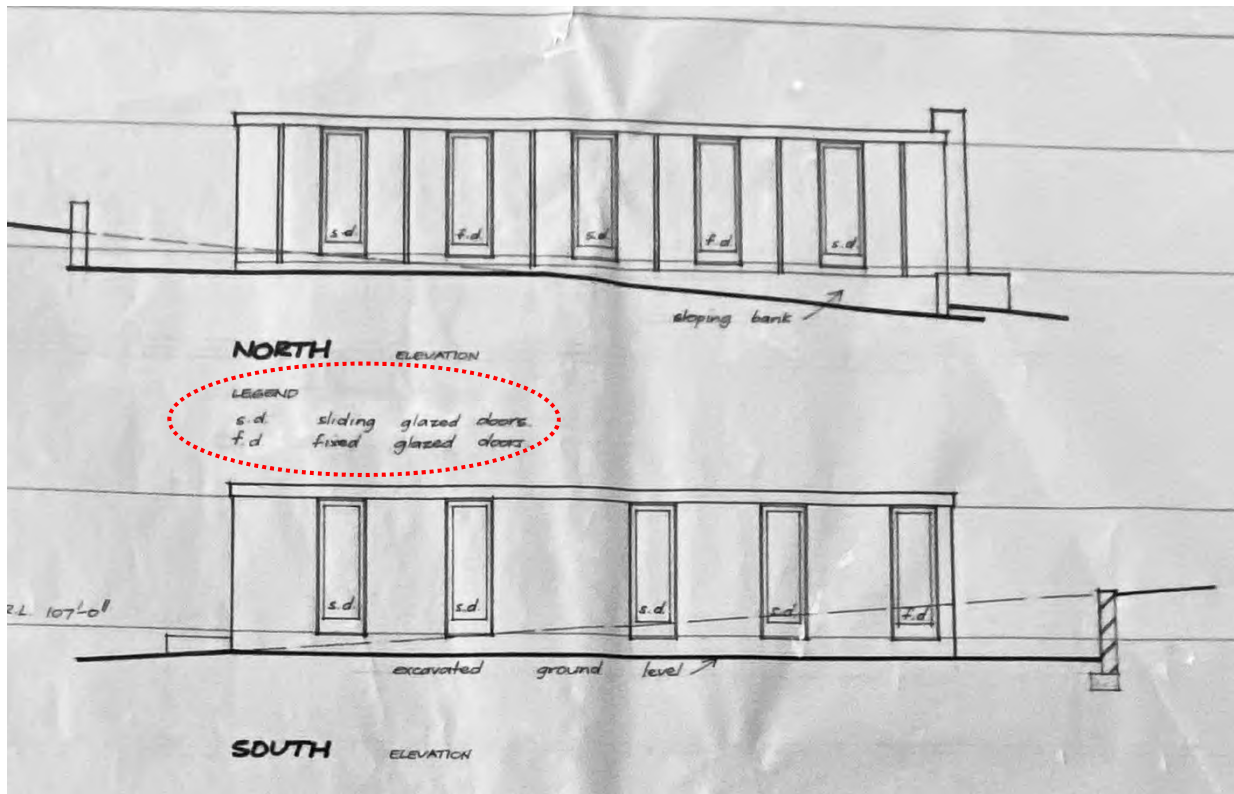 s.d. f.d. s.d. f.d. s.d.
sloping bank
NORTH ELEVATION
LEGEND
s.d. sliding glazed doors.
f.d fixed glazed doors.
s.d. s.d. s.d. s.d. f.d.
R.L. 107'-0"
excavated ground level
SOUTH ELEVATION